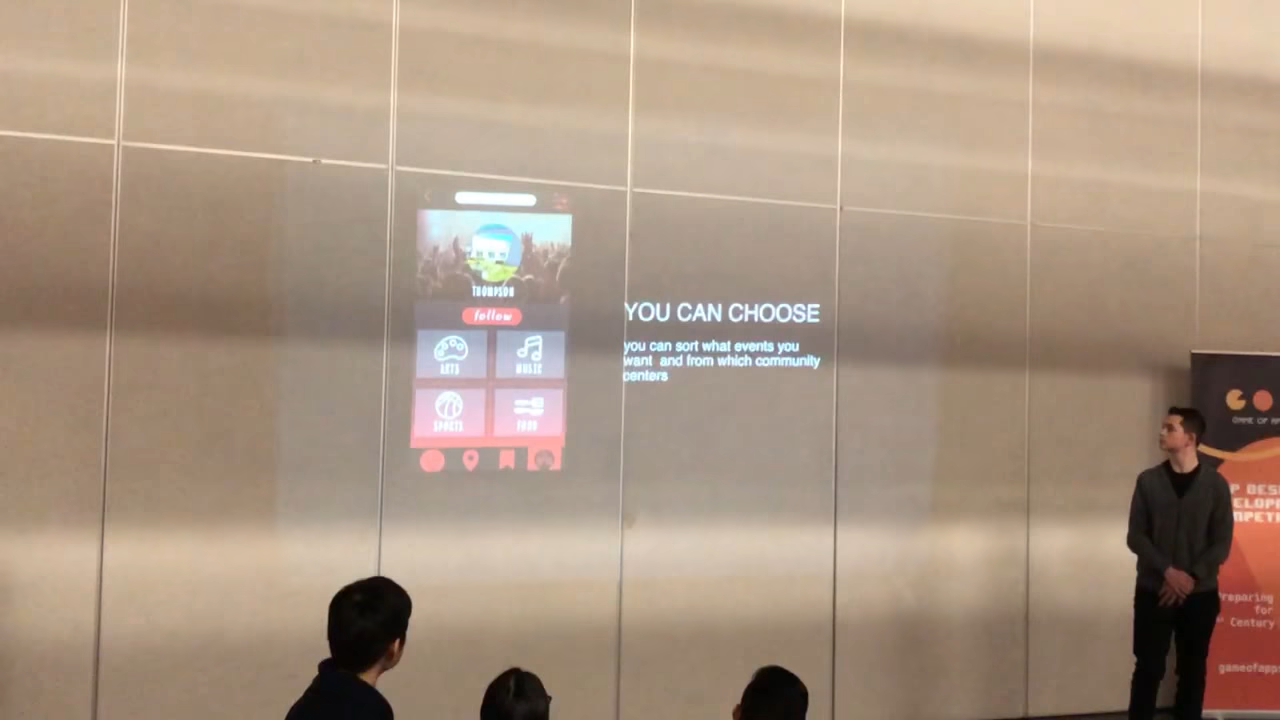 THOMPSON
follow
ARTS
MUSIC
SPORTS
FOOD
YOU CAN CHOOSE
you can sort what events you
want and from which community
centers
GAME OF
Preparing
for
Century
gameofapps